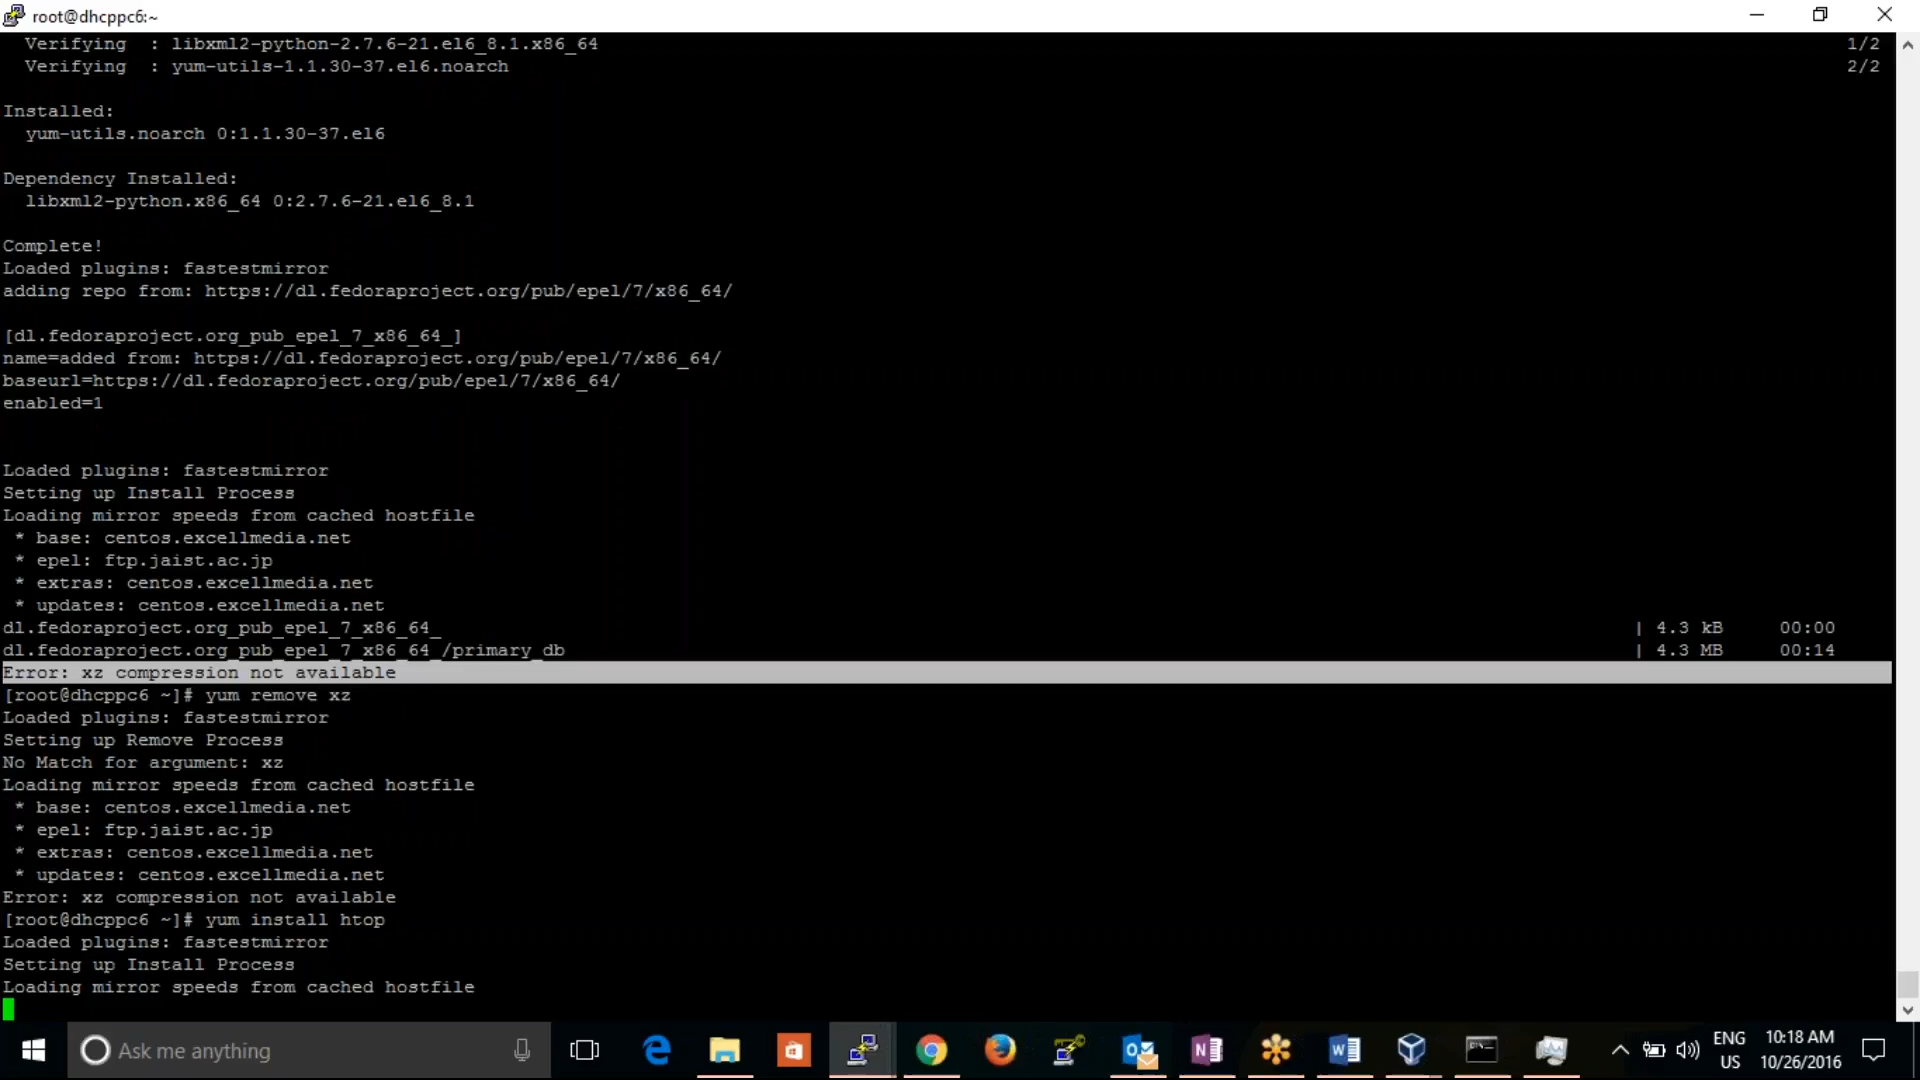 root@dhcppc6:~
Verifying  : libxml2-python-2.7.6-21.el6_8.1.x86_64 1/2
Verifying  : yum-utils-1.1.30-37.el6.noarch 2/2
Installed:
yum-utils.noarch 0:1.1.30-37.el6
Dependency Installed:
libxml2-python.x86_64 0:2.7.6-21.el6_8.1
Complete!
Loaded plugins: fastestmirror
adding repo from: https://dl.fedoraproject.org/pub/epel/7/x86_64/
[dl.fedoraproject.org_pub_epel_7_x86_64_]
name=added from: https://dl.fedoraproject.org/pub/epel/7/x86_64/
baseurl=https://dl.fedoraproject.org/pub/epel/7/x86_64/
enabled=1
Loaded plugins: fastestmirror
Setting up Install Process
Loading mirror speeds from cached hostfile
* base: centos.excellmedia.net
* epel: ftp.jaist.ac.jp
* extras: centos.excellmedia.net
* updates: centos.excellmedia.net
dl.fedoraproject.org_pub_epel_7_x86_64_ | 4.3 kB 00:00
dl.fedoraproject.org_pub_epel_7_x86_64_/primary_db | 4.3 MB 00:14
Error: xz compression not available
[root@dhcppc6 ~]# yum remove xz
Loaded plugins: fastestmirror
Setting up Remove Process
No Match for argument: xz
Loading mirror speeds from cached hostfile
* base: centos.excellmedia.net
* epel: ftp.jaist.ac.jp
* extras: centos.excellmedia.net
* updates: centos.excellmedia.net
Error: xz compression not available
[root@dhcppc6 ~]# yum install htop
Loaded plugins: fastestmirror
Setting up Install Process
Loading mirror speeds from cached hostfile
Ask me anything
ENG 10:18 AM
US 10/26/2016